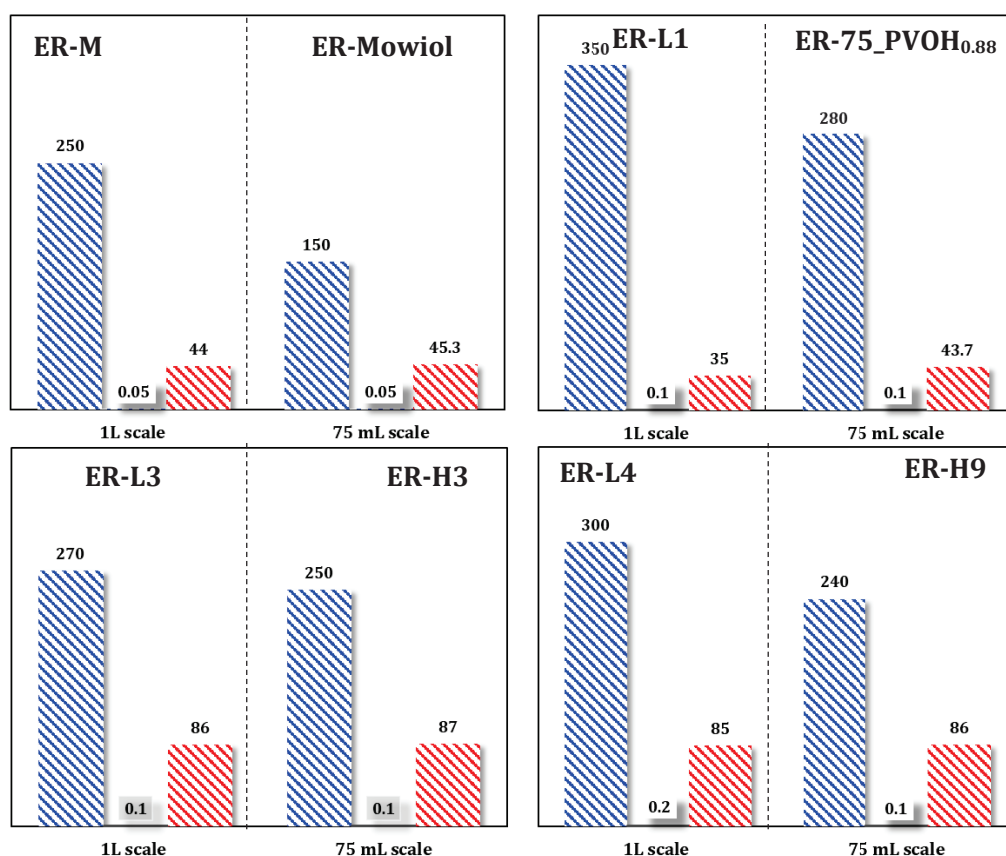 ER-M
ER-Mowiol
250
150
0.05
44
0.05
45.3
1L scale
75 mL scale
ER-L1
ER-75_PVOH0.88
350
280
0.1
35
0.1
43.7
1L scale
75 mL scale
ER-L3
ER-H3
270
250
0.1
86
0.1
87
1L scale
75 mL scale
ER-L4
ER-H9
300
240
0.2
85
0.1
86
1L scale
75 mL scale